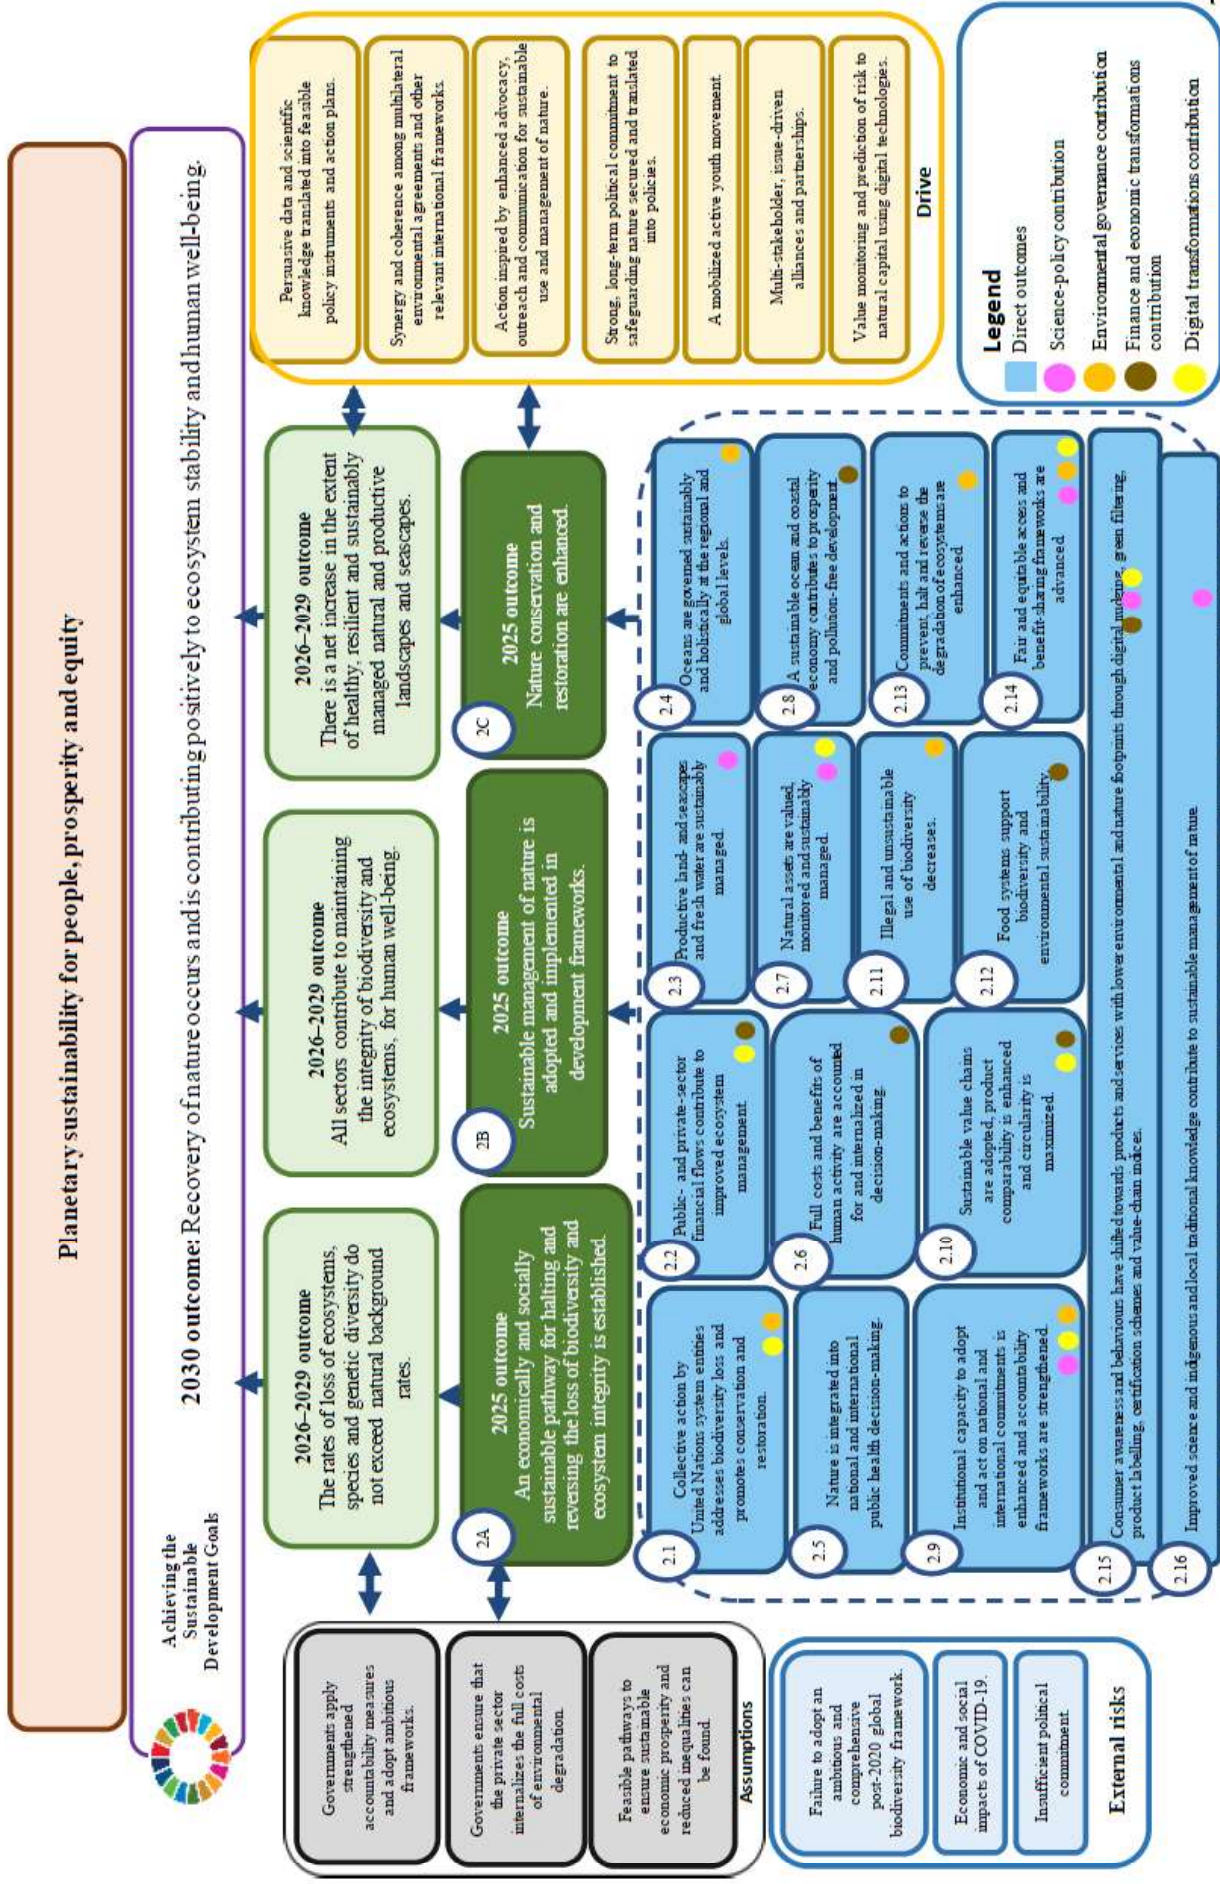 Planetary sustainability for people, prosperity and equity
Achieving the
Sustainable
Development Goals
2030 outcome: Recovery of nature occurs and is contributing positively to ecosystem stability and human well-being.
Governments apply
strengthened
accountability measures
and adopt ambitious
frameworks.
Governments ensure that
the private sector
internalizes the full costs
of environmental
degradation.
Feasible pathways to
ensure sustainable
economic prosperity and
reduced inequalities can
be found.
Assumptions
Failure to adopt an
ambitious and
comprehensive
post-2020 global
biodiversity framework.
Economic and social
impacts of COVID-19.
Insufficient political
commitment.
External risks
2026–2029 outcome
The rates of loss of ecosystems,
species and genetic diversity do
not exceed natural background
rates.
2026–2029 outcome
All sectors contribute to maintaining
the integrity of biodiversity and
ecosystems, for human well-being.
2026–2029 outcome
There is a net increase in the extent
of healthy, resilient and sustainably
managed natural and productive
landscapes and seascapes.
2A
2025 outcome
An economically and socially
sustainable pathway for halting and
reversing the loss of biodiversity and
ecosystem integrity is established.
2B
2025 outcome
Sustainable management of nature is
adopted and implemented in
development frameworks.
2C
2025 outcome
Nature conservation and
restoration are enhanced.
2.1
Collective action by
United Nations system entities
addresses biodiversity loss and
promotes conservation and
restoration.
2.2
Public- and private-sector
financial flows contribute to
improved ecosystem
management.
2.3
Productive land- and seascapes
and fresh water are sustainably
managed.
2.4
Oceans are governed sustainably
and holistically at the regional and
global levels.
2.5
Nature is integrated into
national and international
public health decision-making.
2.6
Full costs and benefits of
human activity are accounted
for and internalized in
decision-making.
2.7
Natural assets are valued,
monitored and sustainably
managed.
2.8
A sustainable ocean and coastal
economy contributes to prosperity
and pollution-free development.
2.9
Institutional capacity to adopt
and act on national and
international commitments is
enhanced and accountability
frameworks are strengthened.
2.10
Sustainable value chains
are adopted, product
comparability is enhanced
and circularity is
maximized.
2.11
Illegal and unsustainable
use of biodiversity
decreases.
2.12
Food systems support
biodiversity and
environmental sustainability.
2.13
Commitments and actions to
prevent, halt and reverse the
degradation of ecosystems are
enhanced
2.14
Fair and equitable access and
benefit-sharing frameworks are
advanced
2.15
Consumer awareness and behaviours have shifted towards products and services with lower environmental and nature footprints through digital nudging, green filtering,
product labelling, certification schemes and value-chain indices.
2.16
Improved science and indigenous and local traditional knowledge contribute to sustainable management of nature.
Persuasive data and scientific
knowledge translated into feasible
policy instruments and action plans.
Synergy and coherence among multilateral
environmental agreements and other
relevant international frameworks.
Action inspired by enhanced advocacy,
outreach and communication for sustainable
use and management of nature.
Strong, long-term political commitment to
safeguarding nature secured and translated
into policies.
A mobilized active youth movement.
Multi-stakeholder, issue-driven
alliances and partnerships.
Value monitoring and prediction of risk to
natural capital using digital technologies.
Drive
Legend
Direct outcomes
Science-policy contribution
Environmental governance contribution
Finance and economic transformations
contribution
Digital transformations contribution